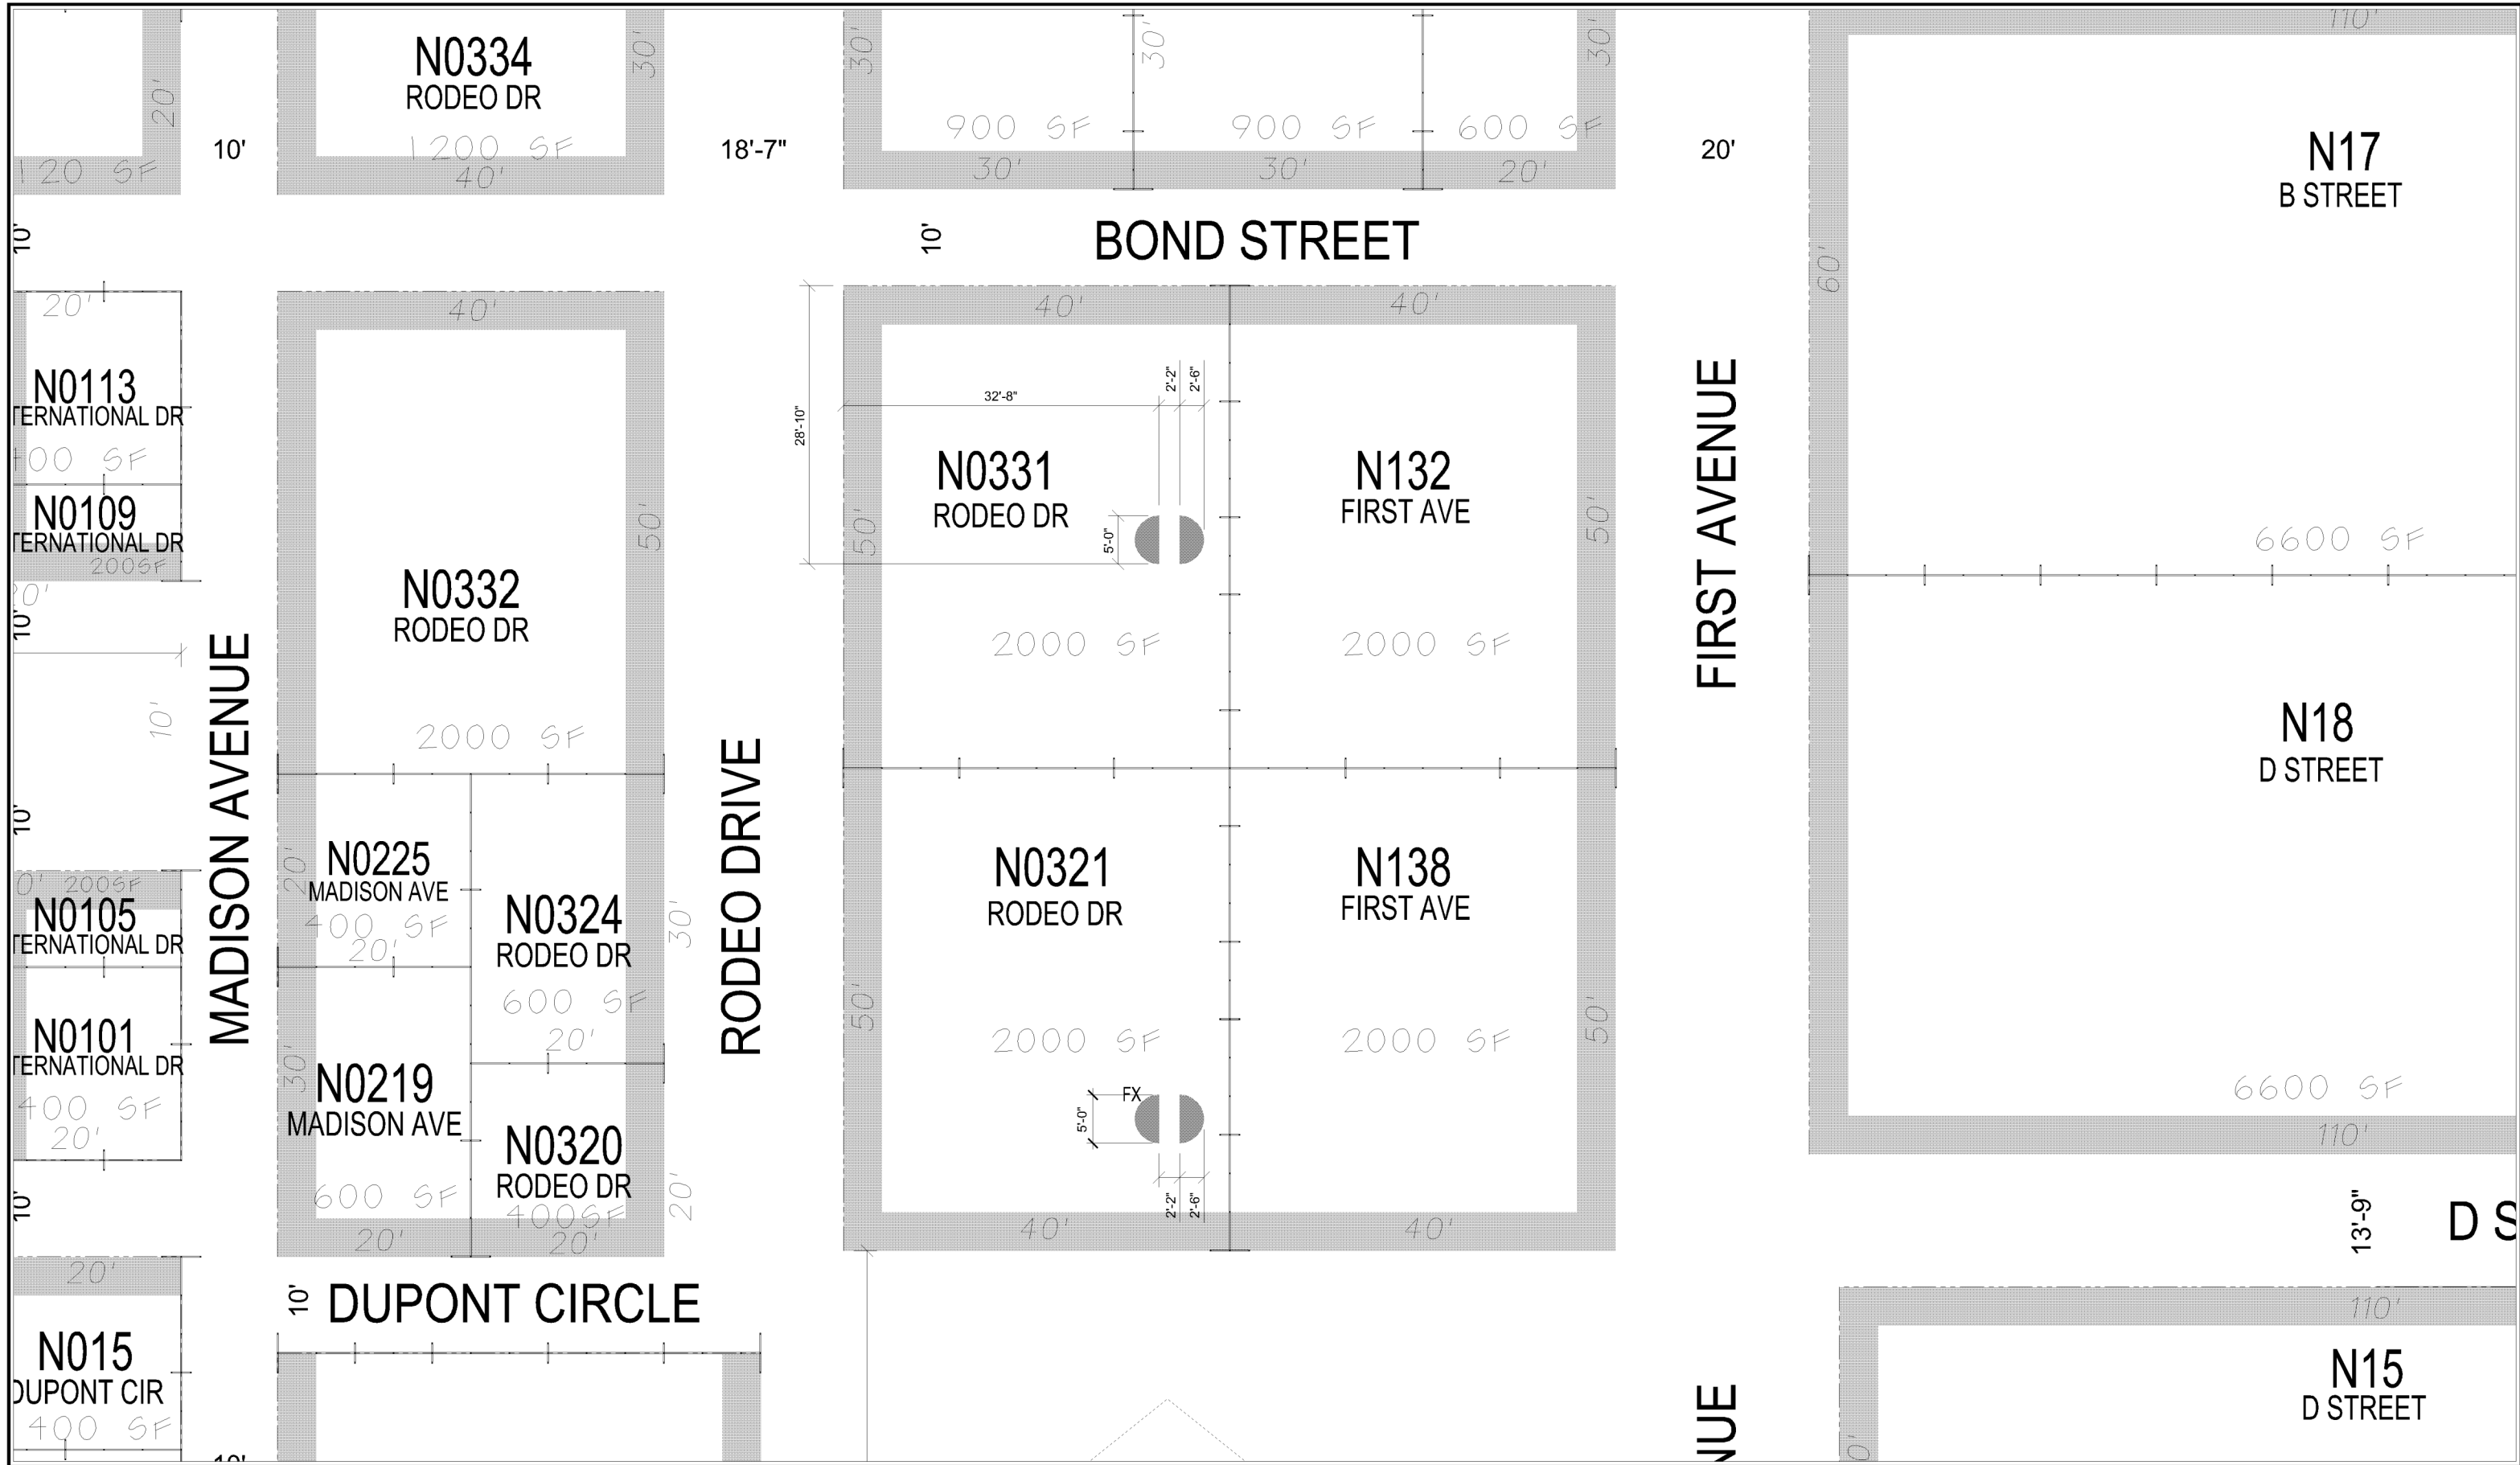 110'
N0334
RODEO DR
30'
30'
30'
30'
20'
1200 SF
40'
900 SF
900 SF
600 SF
30'
30'
20'
120 SF
10'
18'-7"
20'
N17
B STREET
10'
10'
BOND STREET
60'
20'
40'
40'
40'
N0113
TERNATIONAL DR
400 SF
N0109
TERNATIONAL DR
200SF
28'-10"
32'-8"
2'-2"
2'-6"
N0331
RODEO DR
5'-0"
50'
50'
50'
N132
FIRST AVE
FIRST AVENUE
6600 SF
N0332
RODEO DR
10'
2000 SF
2000 SF
2000 SF
10'
MADISON AVENUE
RODEO DRIVE
N18
D STREET
10'
N0225
MADISON AVE
400 SF
20'
20'
200SF
N0105
TERNATIONAL DR
N0324
RODEO DR
600 SF
20'
30'
N0321
RODEO DR
2000 SF
50'
N138
FIRST AVE
2000 SF
50'
N0101
TERNATIONAL DR
400 SF
20'
N0219
MADISON AVE
30'
600 SF
20'
N0320
RODEO DR
400SF
20'
20'
FX
5'-0"
2'-2"
2'-6"
40'
40'
6600 SF
110'
13'-9"
D S
10'
20'
10'
DUPONT CIRCLE
110'
N015
DUPONT CIR
400 SF
N15
D STREET
NUE
10'